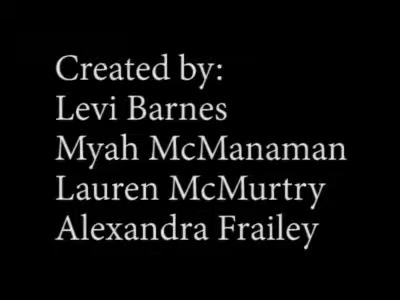 Created by:
Levi Barnes
Myah McManaman
Lauren McMurtry
Alexandra Frailey